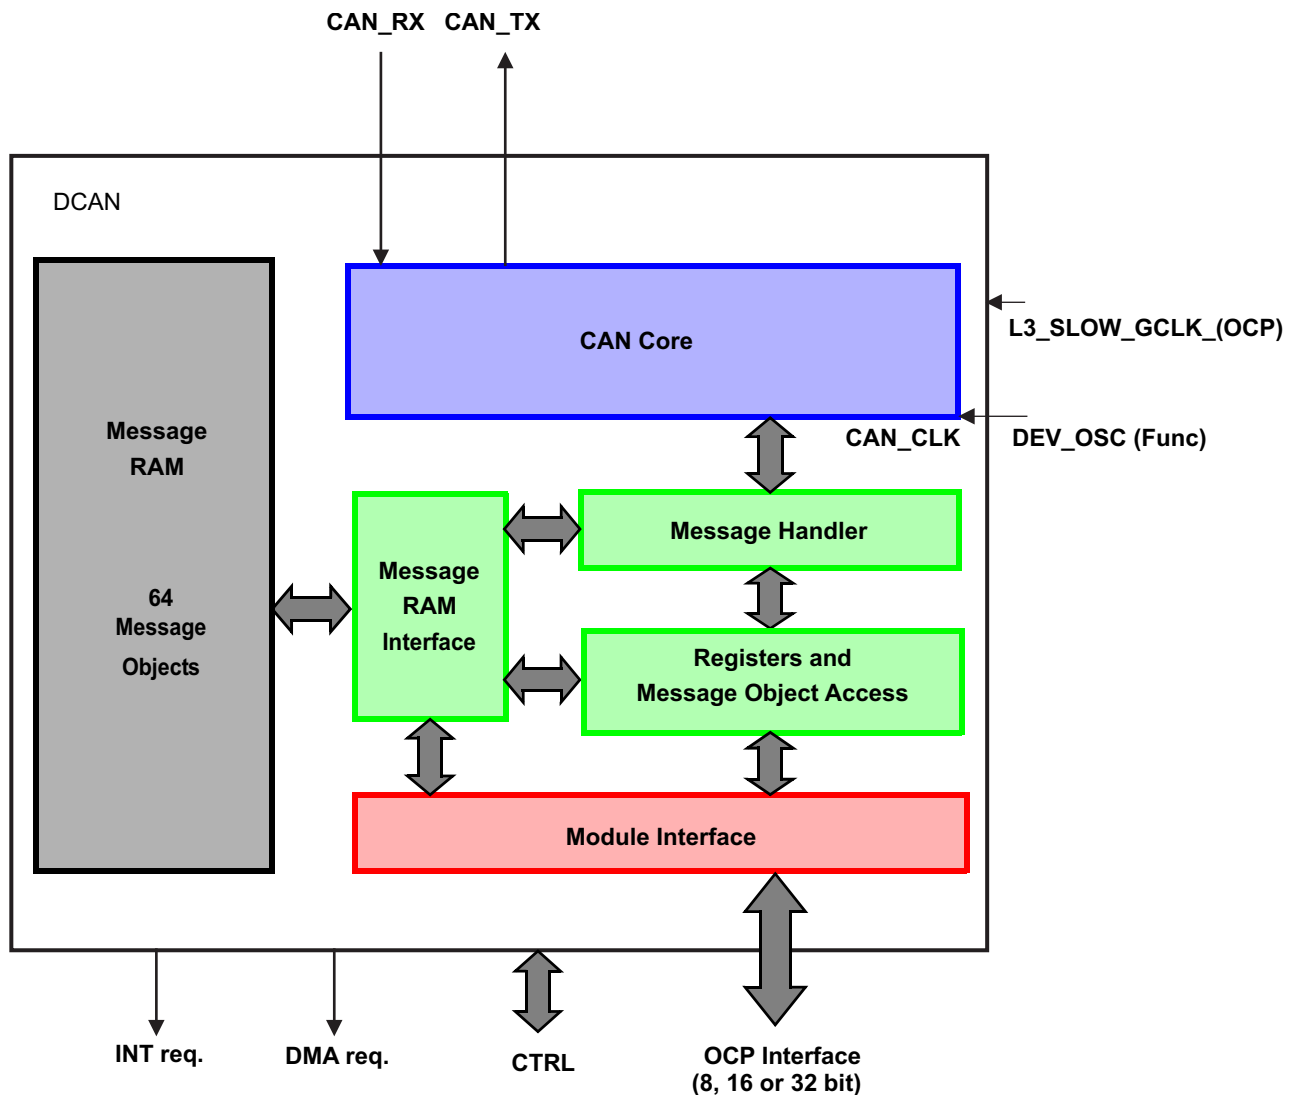 CAN_RX CAN_TX
DCAN
CAN Core
L3_SLOW_GCLK_(OCP)
CAN_CLK
DEV_OSC (Func)
Message
RAM
64
Message
Objects
Message
RAM
Interface
Message Handler
Registers and
Message Object Access
Module Interface
INT req.
DMA req.
CTRL
OCP Interface
(8, 16 or 32 bit)